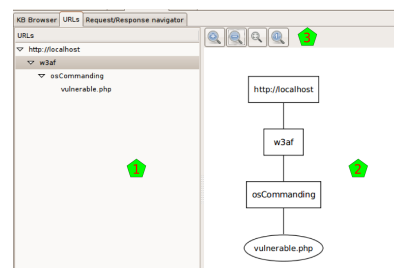 KB Browser URLs Request/Response navigator
URLs
http://localhost
w3af
osCommanding
vulnerable.php
1
3
http://localhost
w3af
2
osCommanding
vulnerable.php